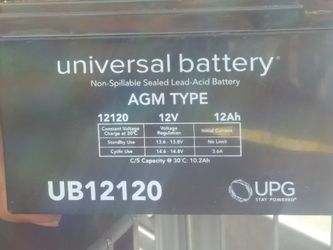 universal battery
Non-Spillable Sealed Lead-Acid Battery
AGM TYPE
12120 12V 12Ah
Constant Voltage Charge at 20°C Voltage Regulation Initial Current
Standby Use 13.6 - 13.8V No Limit
Cyclic Use 14.6 - 14.8V 3.6A
C/5 Capacity @ 30°C: 10.2Ah
UB12120
UPG
STAY POWERED®